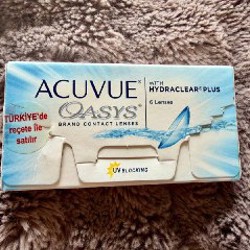 ACUVUE®
OASYS®
BRAND CONTACT LENSES
WITH
HYDRACLEAR® PLUS
6 Lenses
TÜRKİYE'de
reçete ile
satılır
UV BLOCKING